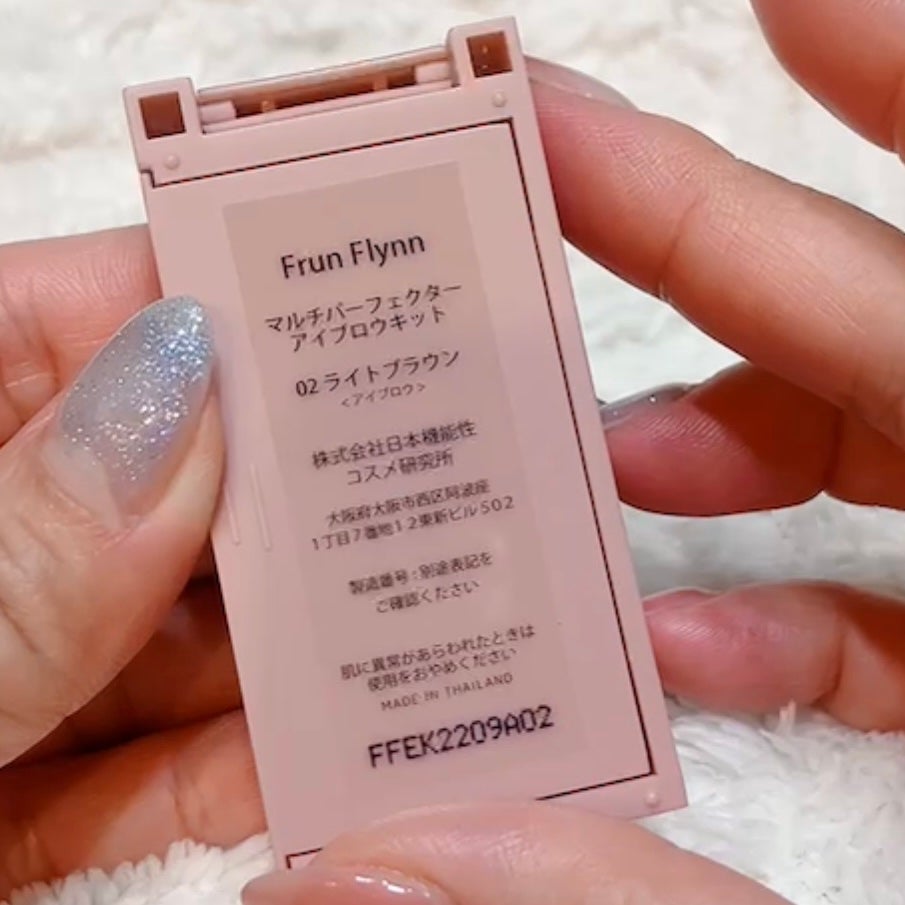 Frun Flynn
マルチパーフェクター
アイブロウキット
02 ライトブラウン
<アイブロウ>
株式会社日本機能性
コスメ研究所
大阪府大阪市西区阿波座
1丁目7番地12東新ビル502
製造番号:別途表記を
ご確認ください
肌に異常があらわれたときは
使用をおやめください
MADE IN THAILAND
FFEK2209A02